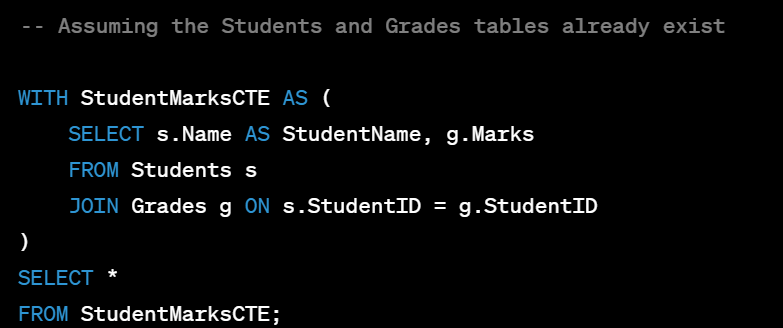 -- Assuming the Students and Grades tables already exist
WITH StudentMarksCTE AS (
SELECT s.Name AS StudentName, g.Marks
FROM Students s
JOIN Grades g ON s.StudentID = g.StudentID
)
SELECT *
FROM StudentMarksCTE;